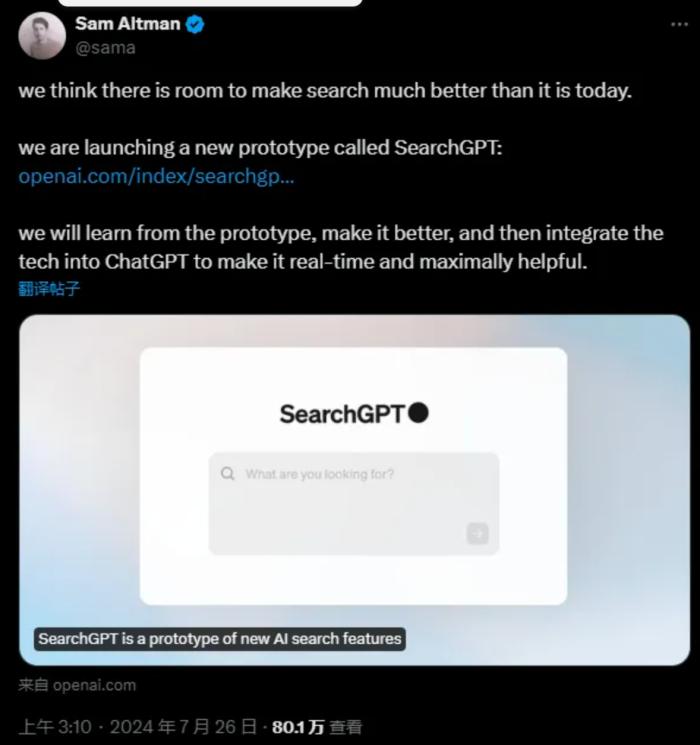 Sam Altman
@sama
we think there is room to make search much better than it is today.
we are launching a new prototype called SearchGPT:
openai.com/index/searchgp...
we will learn from the prototype, make it better, and then integrate the
tech into ChatGPT to make it real-time and maximally helpful.
翻译帖子
SearchGPT
What are you looking for?
SearchGPT is a prototype of new AI search features
来自 openai.com
上午 3:10 · 2024 年 7 月 26 日 · 80.1 万 查看